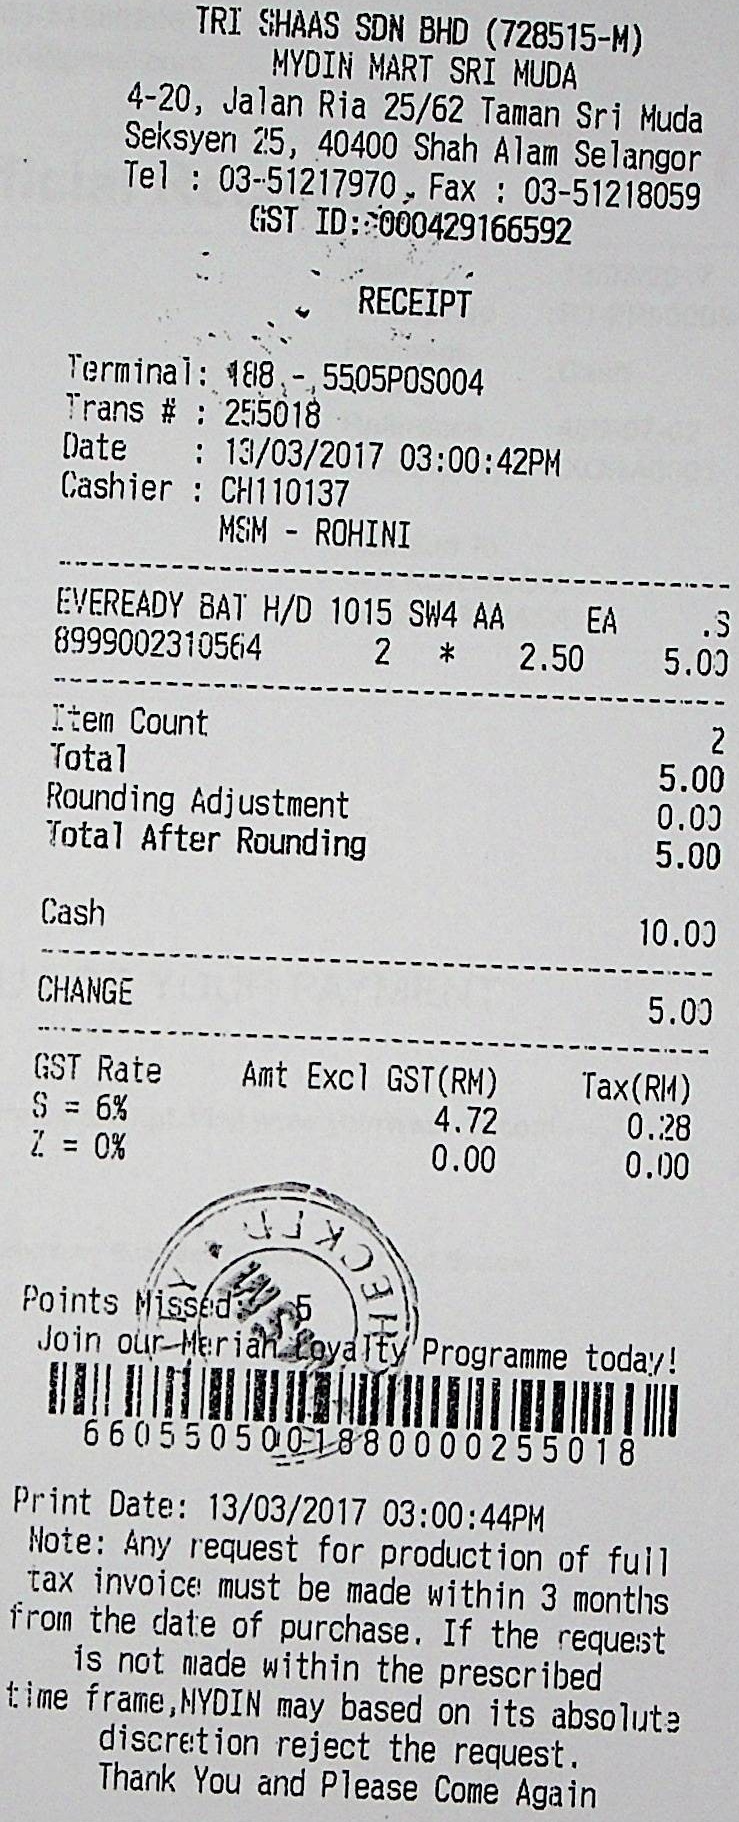 TRI SHAAS SDN BHD (728515-M)
MYDIN MART SRI MUDA
4-20, Jalan Ria 25/62 Taman Sri Muda
Seksyen 25, 40400 Shah Alam Selangor
Tel : 03-51217970, Fax : 03-51218059
GST ID: 000429166592
RECEIPT
Terminal: 188 - 5505POS004
Trans # : 255018
Date : 13/03/2017 03:00:42PM
Cashier : CH110137
MSM - ROHINI
EVEREADY BAT H/D 1015 SW4 AA EA .S
8999002310564 2 * 2.50 5.00
Item Count 2
Total 5.00
Rounding Adjustment 0.00
Total After Rounding 5.00
Cash 10.00
CHANGE 5.00
GST Rate Amt Excl GST(RM) Tax(RM)
S = 6% 4.72 0.28
Z = 0% 0.00 0.00
CHECKED
MSM
Points Missed: 5
Join our Meriah Loyalty Programme today!
6605505001880000255018
Print Date: 13/03/2017 03:00:44PM
Note: Any request for production of full
tax invoice must be made within 3 months
from the date of purchase. If the request
is not made within the prescribed
time frame,MYDIN may based on its absolute
discretion reject the request.
Thank You and Please Come Again